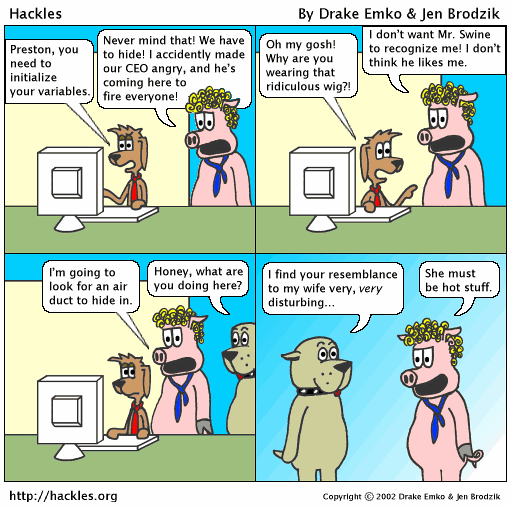 Hackles
By Drake Emko & Jen Brodzik
Preston, you
need to
initialize
your variables.
Never mind that! We have
to hide! I accidently made
our CEO angry, and he's
coming here to
fire everyone!
Oh my gosh!
Why are you
wearing that
ridiculous wig?!
I don't want Mr. Swine
to recognize me! I don't
think he likes me.
I'm going to
look for an air
duct to hide in.
Honey, what are
you doing here?
I find your resemblance
to my wife very, very
disturbing...
She must
be hot stuff.
http://hackles.org
Copyright © 2002 Drake Emko & Jen Brodzik